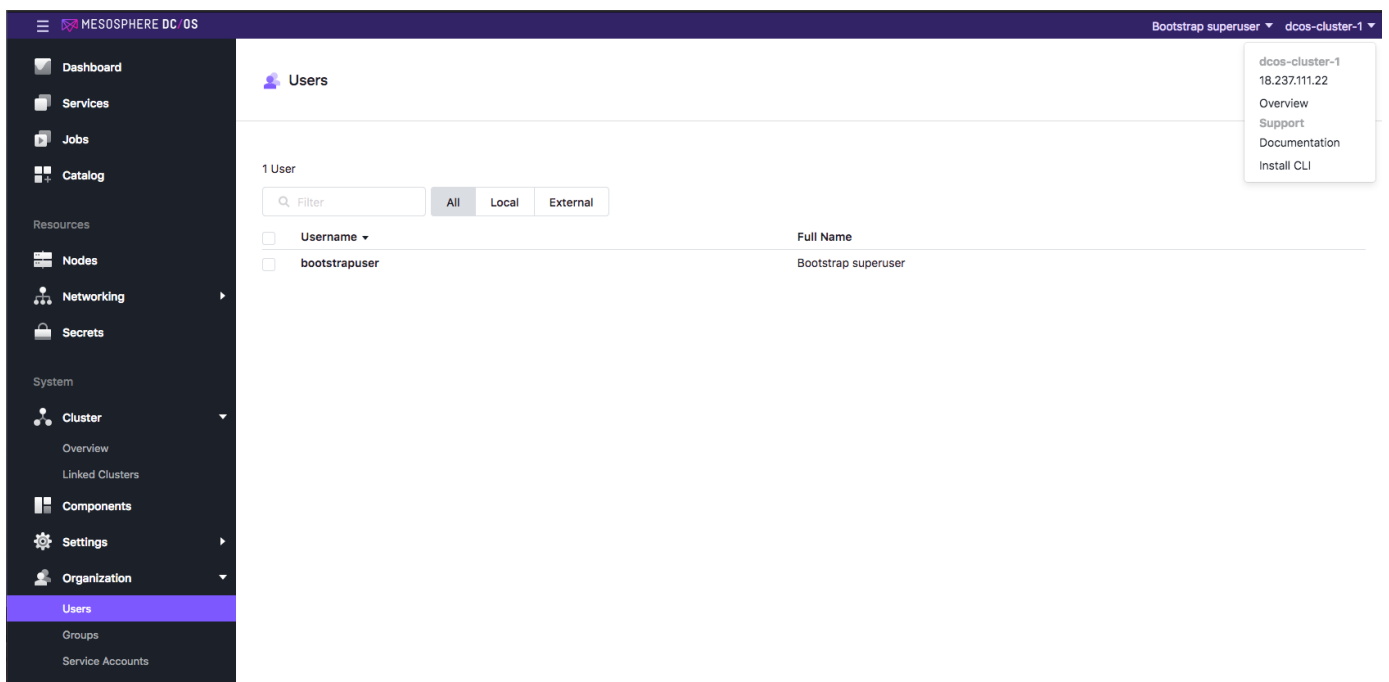 MESOSPHERE DC/OS
Bootstrap superuser
dcos-cluster-1
Dashboard
Services
Jobs
Catalog
Resources
Nodes
Networking
Secrets
System
Cluster
Overview
Linked Clusters
Components
Settings
Organization
Users
Groups
Service Accounts
Users
dcos-cluster-1
18.237.111.22
Overview
Support
Documentation
Install CLI
1 User
Filter
All Local External
Username Full Name
bootstrapuser Bootstrap superuser